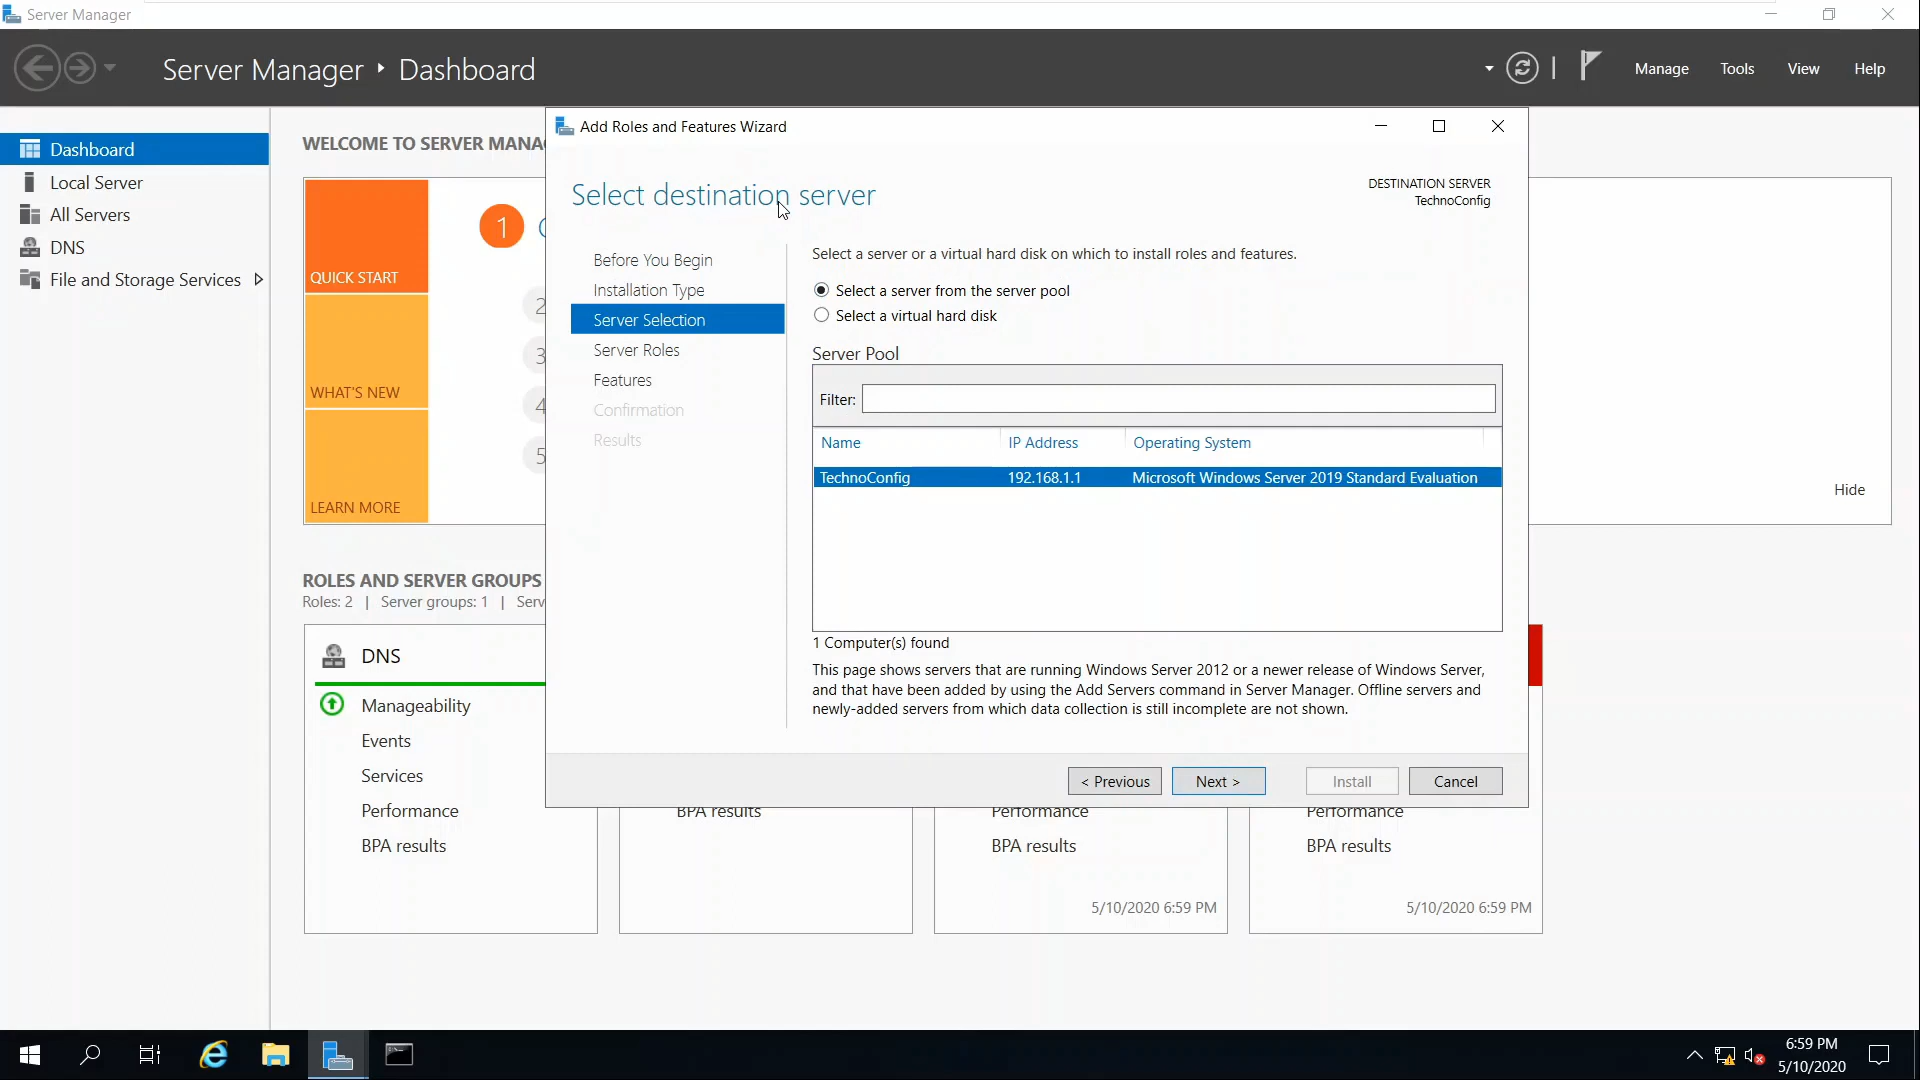 Server Manager
Server Manager ‣ Dashboard
Manage
Tools
View
Help
Dashboard
Local Server
All Servers
DNS
File and Storage Services
WELCOME TO SERVER MANA
QUICK START
WHAT'S NEW
LEARN MORE
1
2
3
4
5
Hide
ROLES AND SERVER GROUPS
Roles: 2 | Server groups: 1 | Serv
DNS
Manageability
Events
Services
Performance
BPA results
BPA results
Performance
BPA results
5/10/2020 6:59 PM
Performance
BPA results
5/10/2020 6:59 PM
Add Roles and Features Wizard
Select destination server
DESTINATION SERVER
TechnoConfig
Before You Begin
Installation Type
Server Selection
Server Roles
Features
Confirmation
Results
Select a server or a virtual hard disk on which to install roles and features.
Select a server from the server pool
Select a virtual hard disk
Server Pool
Filter:
Name IP Address Operating System
TechnoConfig 192.168.1.1 Microsoft Windows Server 2019 Standard Evaluation
1 Computer(s) found
This page shows servers that are running Windows Server 2012 or a newer release of Windows Server,
and that have been added by using the Add Servers command in Server Manager. Offline servers and
newly-added servers from which data collection is still incomplete are not shown.
< Previous
Next >
Install
Cancel
6:59 PM
5/10/2020